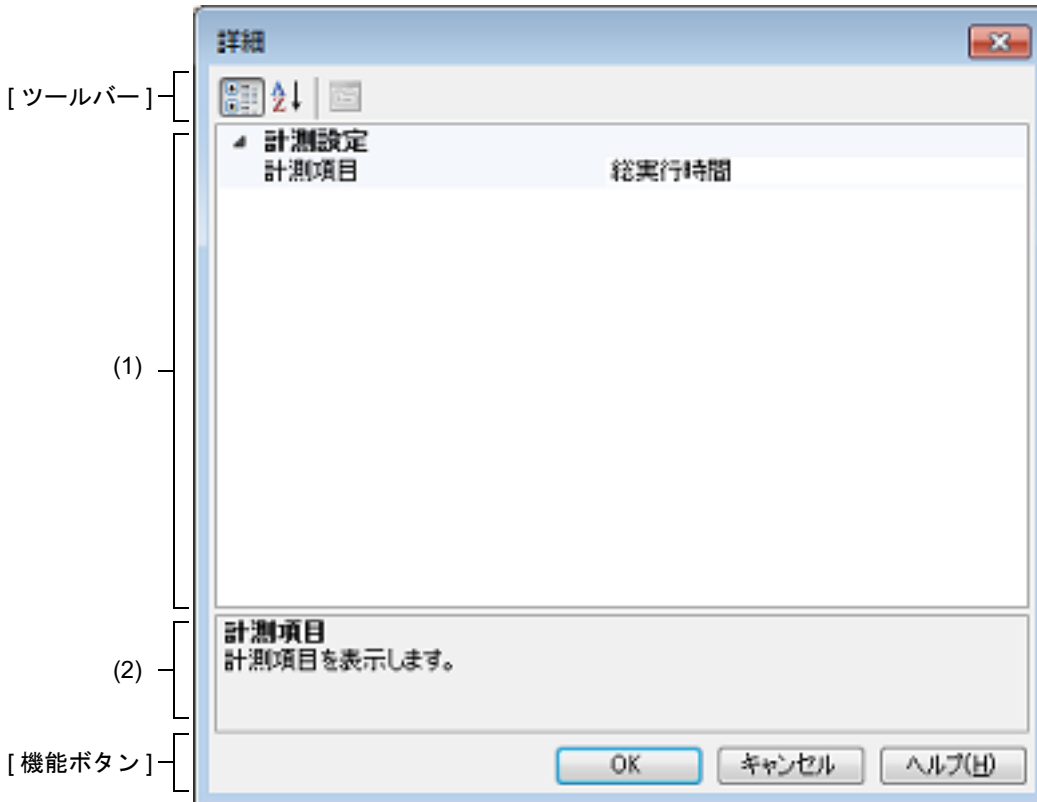 詳細
[ ツールバー ]
計測設定
計測項目 総実行時間
(1)
計測項目
計測項目を表示します。
(2)
[ 機能ボタン ]
OK キャンセル ヘルプ(H)